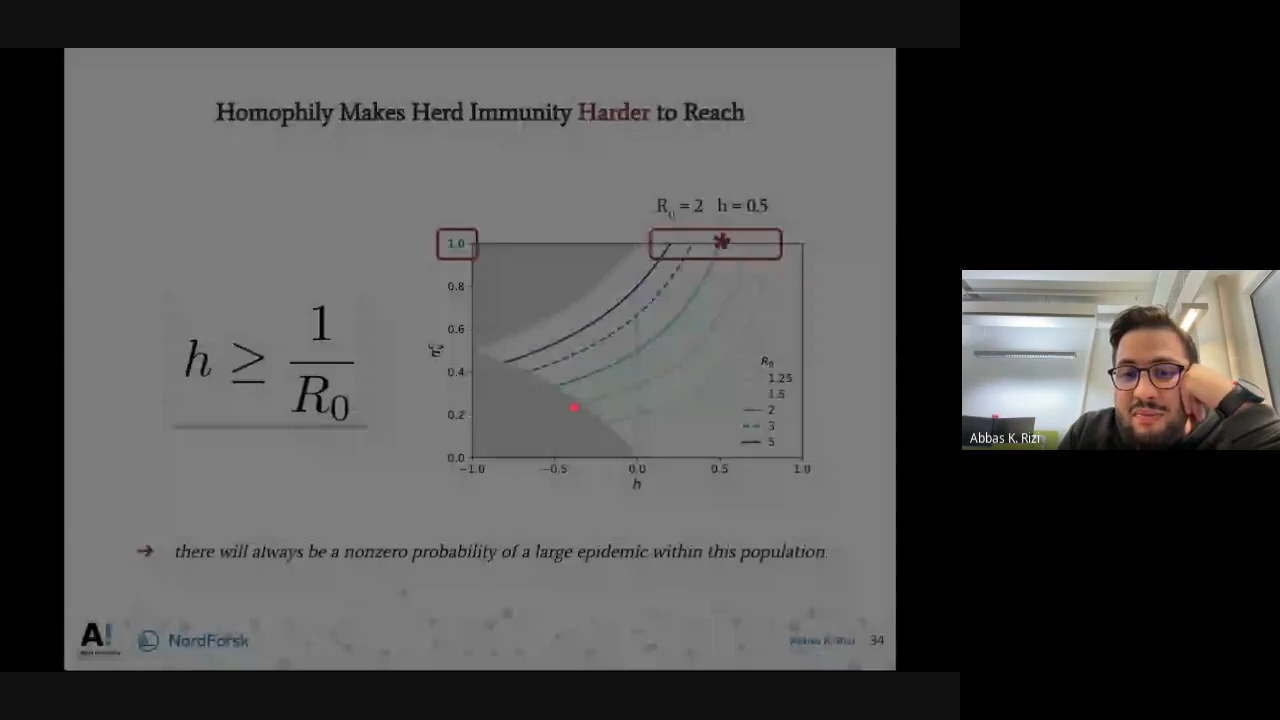 Homophily Makes Herd Immunity Harder to Reach
R₀ = 2 h = 0.5
1.0
0.8
0.6
0.4
0.2
0.0
−1.0 −0.5 0.0 0.5 1.0
h
R₀
1.25
1.5
2
3
5
h ≥ 1/R₀
➔ there will always be a nonzero probability of a large epidemic within this population
A! NordForsk
Abbas K. Rizi 34
Abbas K. Rizi